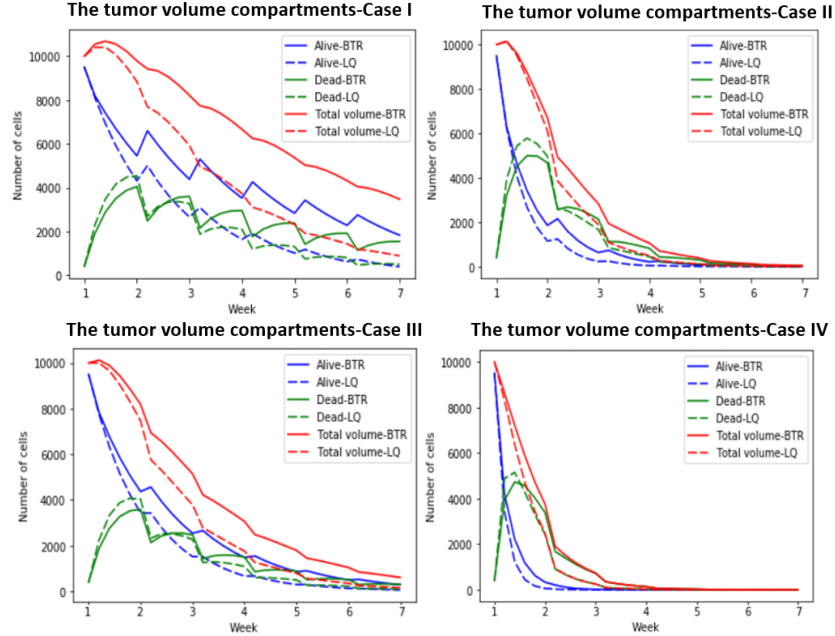 The tumor volume compartments-Case I
Number of cells
10000
8000
6000
4000
2000
0
Alive-BTR
Alive-LQ
Dead-BTR
Dead-LQ
Total volume-BTR
Total volume-LQ
1 2 3 4 5 6 7
Week
The tumor volume compartments-Case II
Number of cells
10000
8000
6000
4000
2000
0
Alive-BTR
Alive-LQ
Dead-BTR
Dead-LQ
Total volume-BTR
Total volume-LQ
1 2 3 4 5 6 7
Week
The tumor volume compartments-Case III
Number of cells
10000
8000
6000
4000
2000
0
Alive-BTR
Alive-LQ
Dead-BTR
Dead-LQ
Total volume-BTR
Total volume-LQ
1 2 3 4 5 6 7
Week
The tumor volume compartments-Case IV
Number of cells
10000
8000
6000
4000
2000
0
Alive-BTR
Alive-LQ
Dead-BTR
Dead-LQ
Total volume-BTR
Total volume-LQ
1 2 3 4 5 6 7
Week